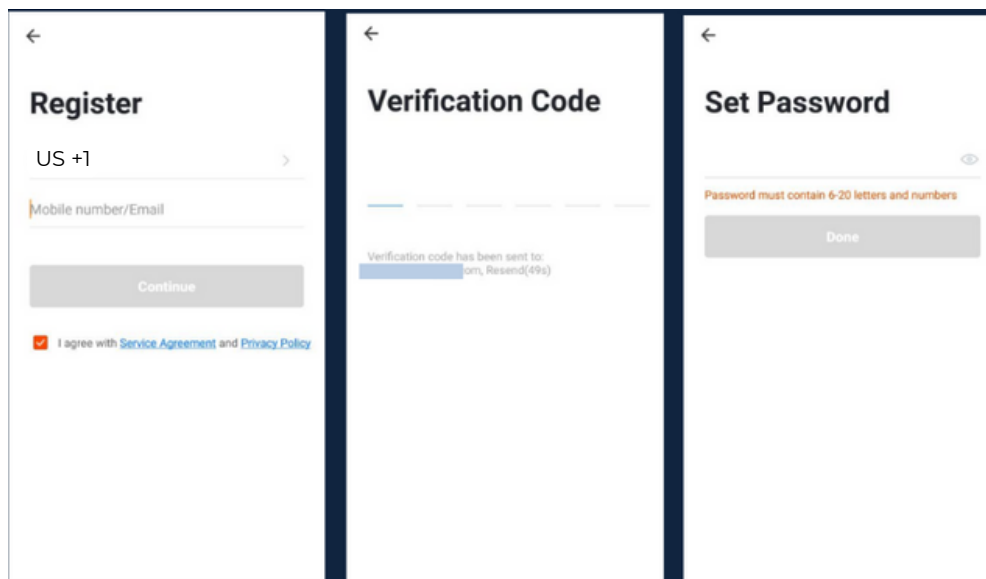 Register
US +1
Mobile number/Email
Continue
I agree with Service Agreement and Privacy Policy
Verification Code
Verification code has been sent to:
om, Resend(49s)
Set Password
Password must contain 6-20 letters and numbers
Done